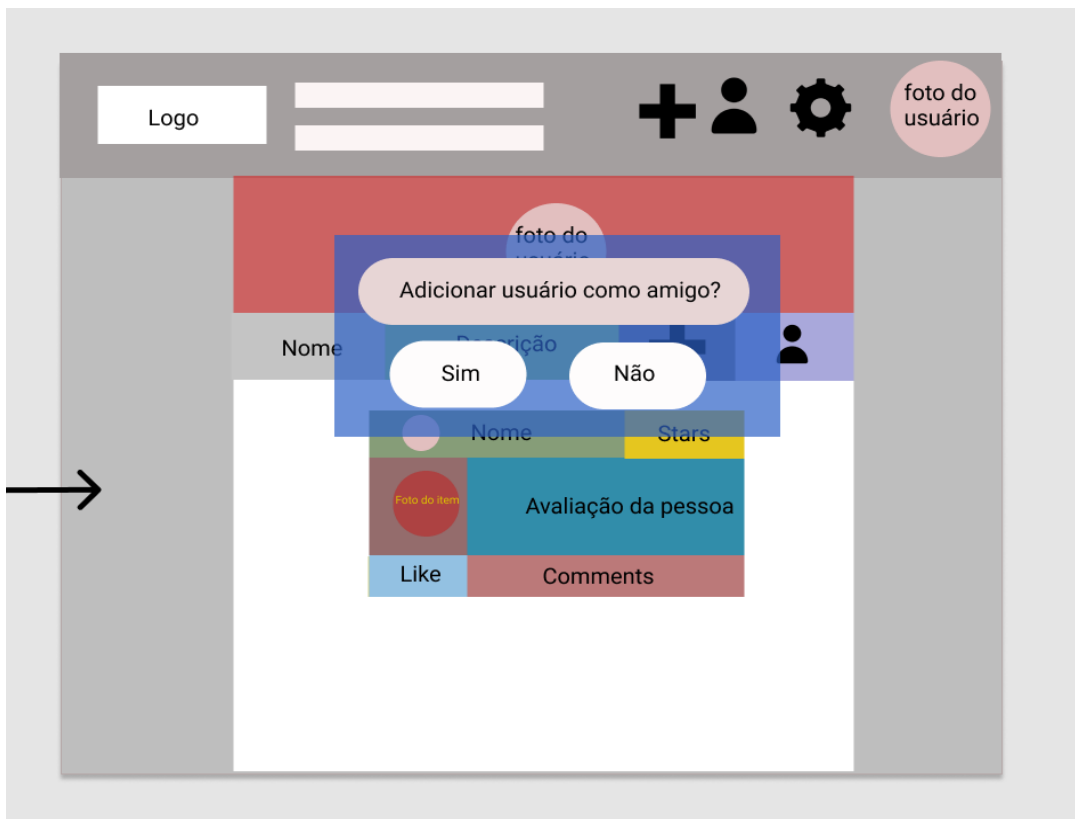 Logo
foto do
usuário
foto do
usuário
Adicionar usuário como amigo?
Nome
Descrição
Sim
Não
Nome
Stars
Foto do item
Avaliação da pessoa
Like
Comments